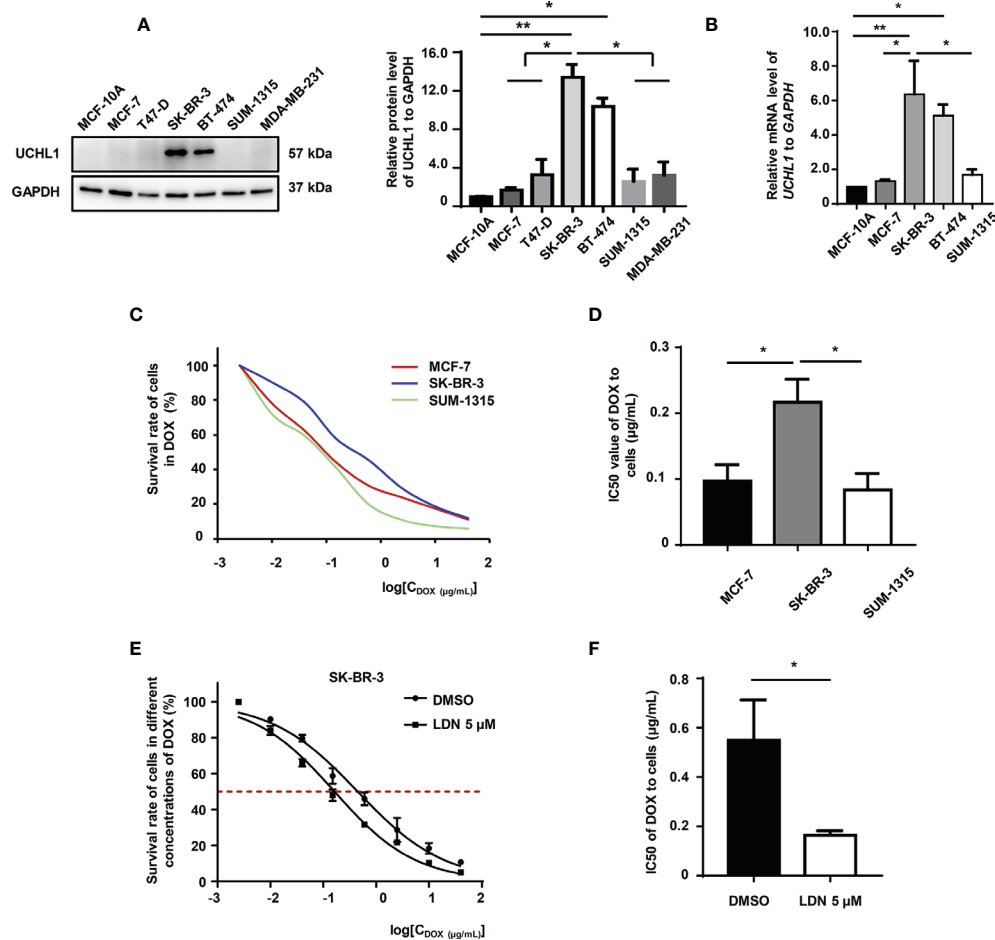 A
MCF-10A
MCF-7
T47-D
SK-BR-3
BT-474
SUM-1315
MDA-MB-231
UCHL1
57 kDa
GAPDH
37 kDa
*
**
* *
Relative protein level
of UCHL1 to GAPDH
16.0
12.0
8.0
4.0
0
MCF-10A
MCF-7
T47-D
SK-BR-3
BT-474
SUM-1315
MDA-MB-231
B
*
**
* *
Relative mRNA level of
UCHL1 to GAPDH
10.0
8.0
6.0
4.0
2.0
0
MCF-10A
MCF-7
SK-BR-3
BT-474
SUM-1315
C
Survival rate of cells
in DOX (%)
100
80
60
40
20
0
MCF-7
SK-BR-3
SUM-1315
-3 -2 -1 0 1 2
log[C DOX (μg/mL)]
D
* *
IC50 value of DOX to
cells (μg/mL)
0.3
0.2
0.1
0
MCF-7
SK-BR-3
SUM-1315
E
SK-BR-3
DMSO
LDN 5 μM
Survival rate of cells in different
concentrations of DOX (%)
100
80
60
40
20
0
-3 -2 -1 0 1 2
log[C DOX (μg/mL)]
F
*
IC50 of DOX to cells (μg/mL)
0.8
0.6
0.4
0.2
0
DMSO LDN 5 μM